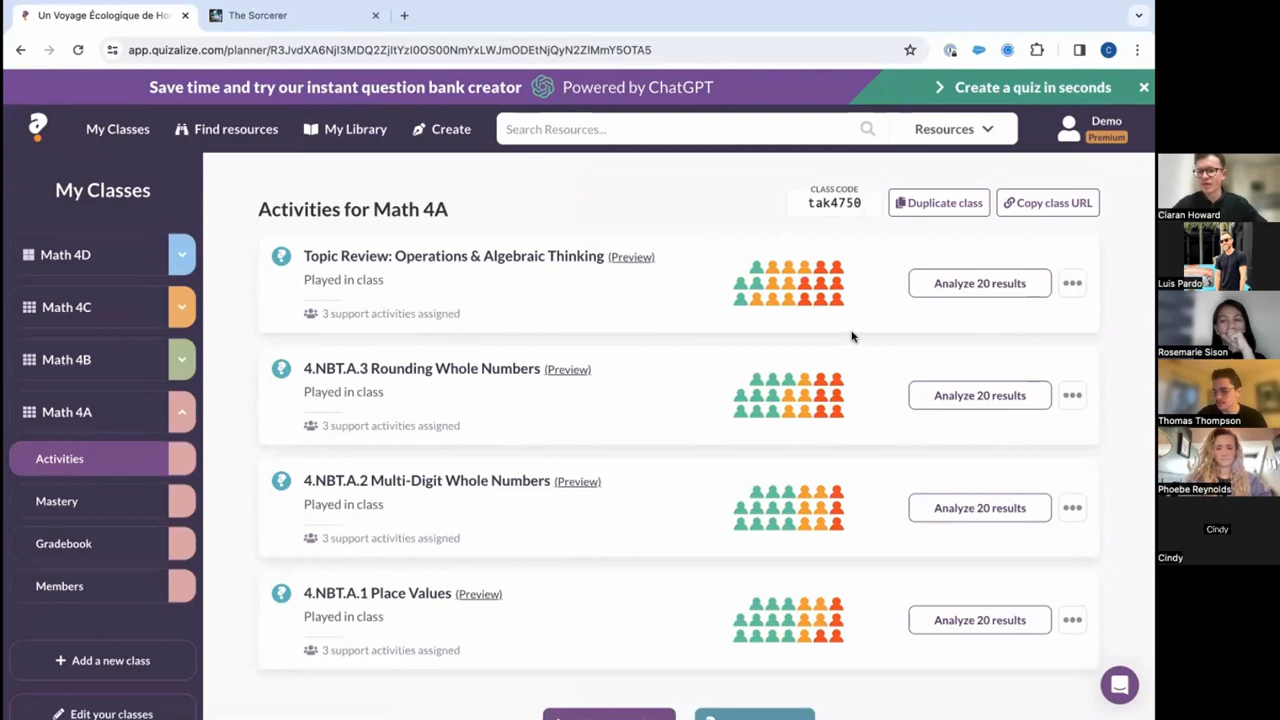 Un Voyage Écologique de Ho
The Sorcerer
app.quizalize.com/planner/R3JvdXA6NjI3MDQ2ZjItYzI0OS00NmYxLWJmODEtNjQyN2ZlMmY5OTA5
Save time and try our instant question bank creator Powered by ChatGPT
Create a quiz in seconds
My Classes Find resources My Library Create
Search Resources...
Resources
Demo
Premium
My Classes
Math 4D
Math 4C
Math 4B
Math 4A
Activities
Mastery
Gradebook
Members
+ Add a new class
Edit your classes
Activities for Math 4A
CLASS CODE
tak4750
Duplicate class
Copy class URL
Topic Review: Operations & Algebraic Thinking (Preview)
Played in class
3 support activities assigned
Analyze 20 results
4.NBT.A.3 Rounding Whole Numbers (Preview)
Played in class
3 support activities assigned
Analyze 20 results
4.NBT.A.2 Multi-Digit Whole Numbers (Preview)
Played in class
3 support activities assigned
Analyze 20 results
4.NBT.A.1 Place Values (Preview)
Played in class
3 support activities assigned
Analyze 20 results
Ciaran Howard
Luis Pardo
Rosemarie Sison
Thomas Thompson
Phoebe Reynolds
Cindy
Cindy